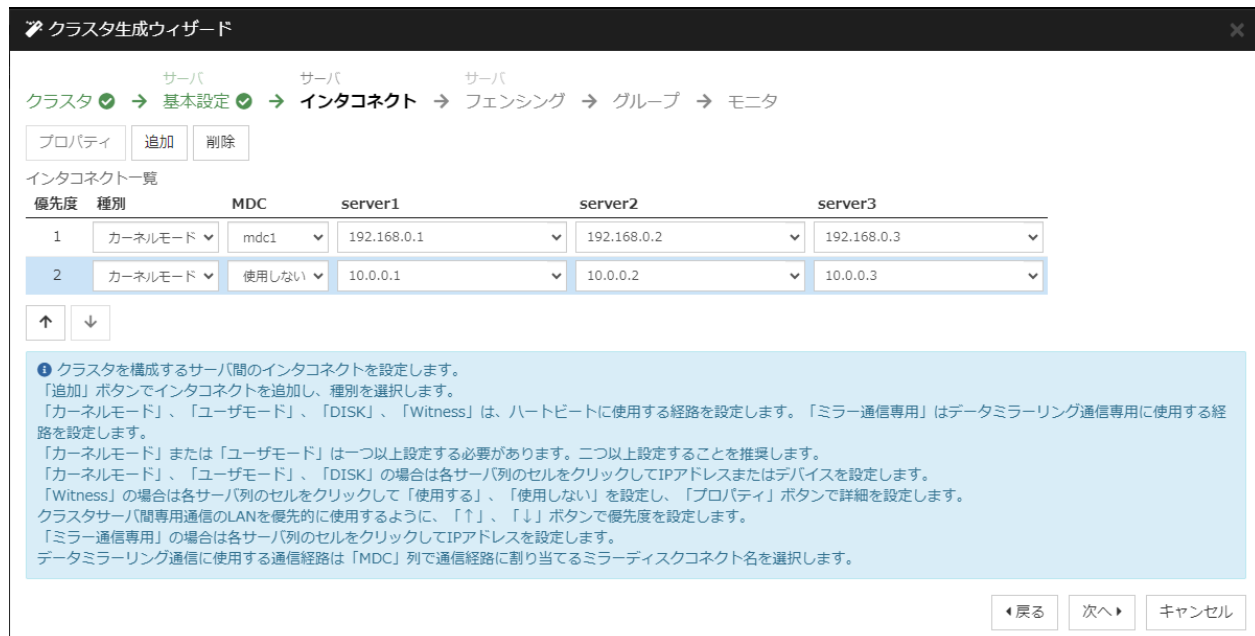 クラスタ生成ウィザード
サーバ サーバ サーバ
クラスタ → 基本設定 → インタコネクト → フェンシング → グループ → モニタ
プロパティ 追加 削除
インタコネクト一覧
優先度 種別 MDC server1 server2 server3
1 カーネルモード mdc1 192.168.0.1 192.168.0.2 192.168.0.3
2 カーネルモード 使用しない 10.0.0.1 10.0.0.2 10.0.0.3
↑ ↓
クラスタを構成するサーバ間のインタコネクトを設定します。
「追加」ボタンでインタコネクトを追加し、種別を選択します。
「カーネルモード」、「ユーザモード」、「DISK」、「Witness」は、ハートビートに使用する経路を設定します。「ミラー通信専用」はデータミラーリング通信専用に使用する経
路を設定します。
「カーネルモード」または「ユーザモード」は一つ以上設定する必要があります。二つ以上設定することを推奨します。
「カーネルモード」、「ユーザモード」、「DISK」の場合は各サーバ列のセルをクリックしてIPアドレスまたはデバイスを設定します。
「Witness」の場合は各サーバ列のセルをクリックして「使用する」、「使用しない」を設定し、「プロパティ」ボタンで詳細を設定します。
クラスタサーバ間専用通信のLANを優先的に使用するように、「↑」、「↓」ボタンで優先度を設定します。
「ミラー通信専用」の場合は各サーバ列のセルをクリックしてIPアドレスを設定します。
データミラーリング通信に使用する通信経路は「MDC」列で通信経路に割り当てるミラーディスクコネクト名を選択します。
戻る 次へ キャンセル